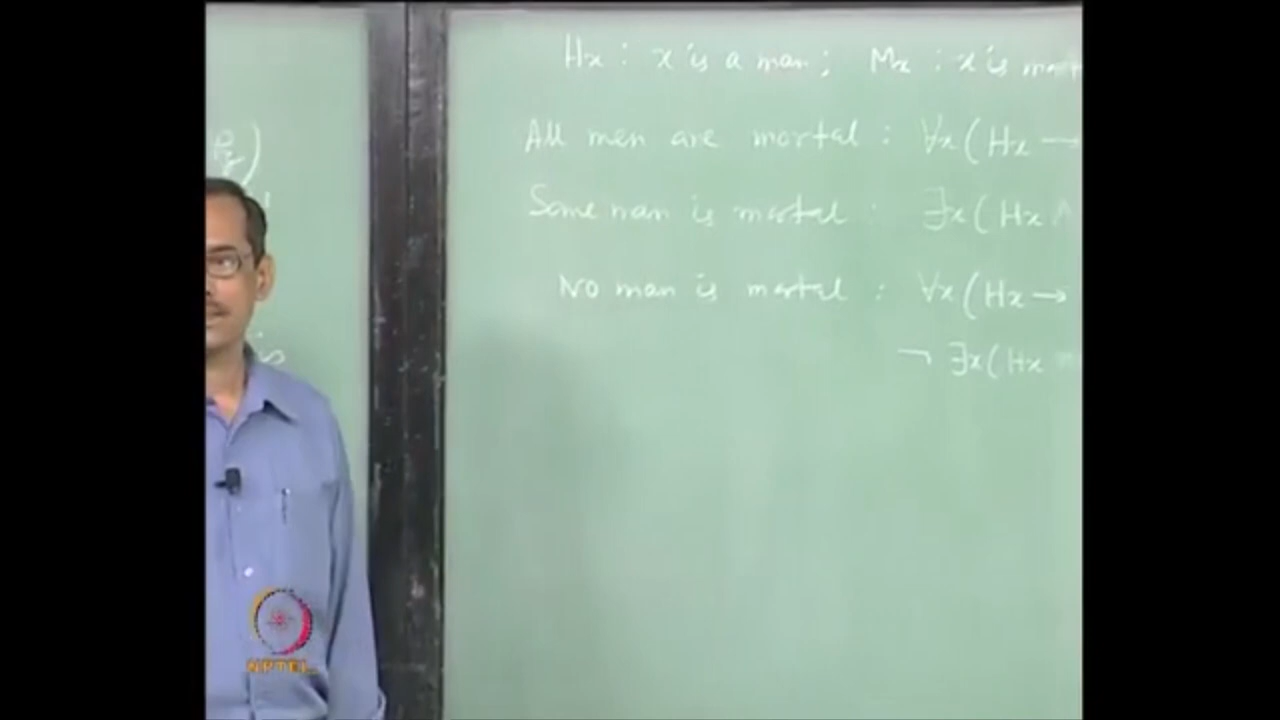 Hx : x is a man; Mx : x is
All men are mortal : ∀x(Hx →
Some man is mortal : ∃x(Hx ∧
No man is mortal : ∀x(Hx →
¬ ∃x(Hx
is
NPTEL